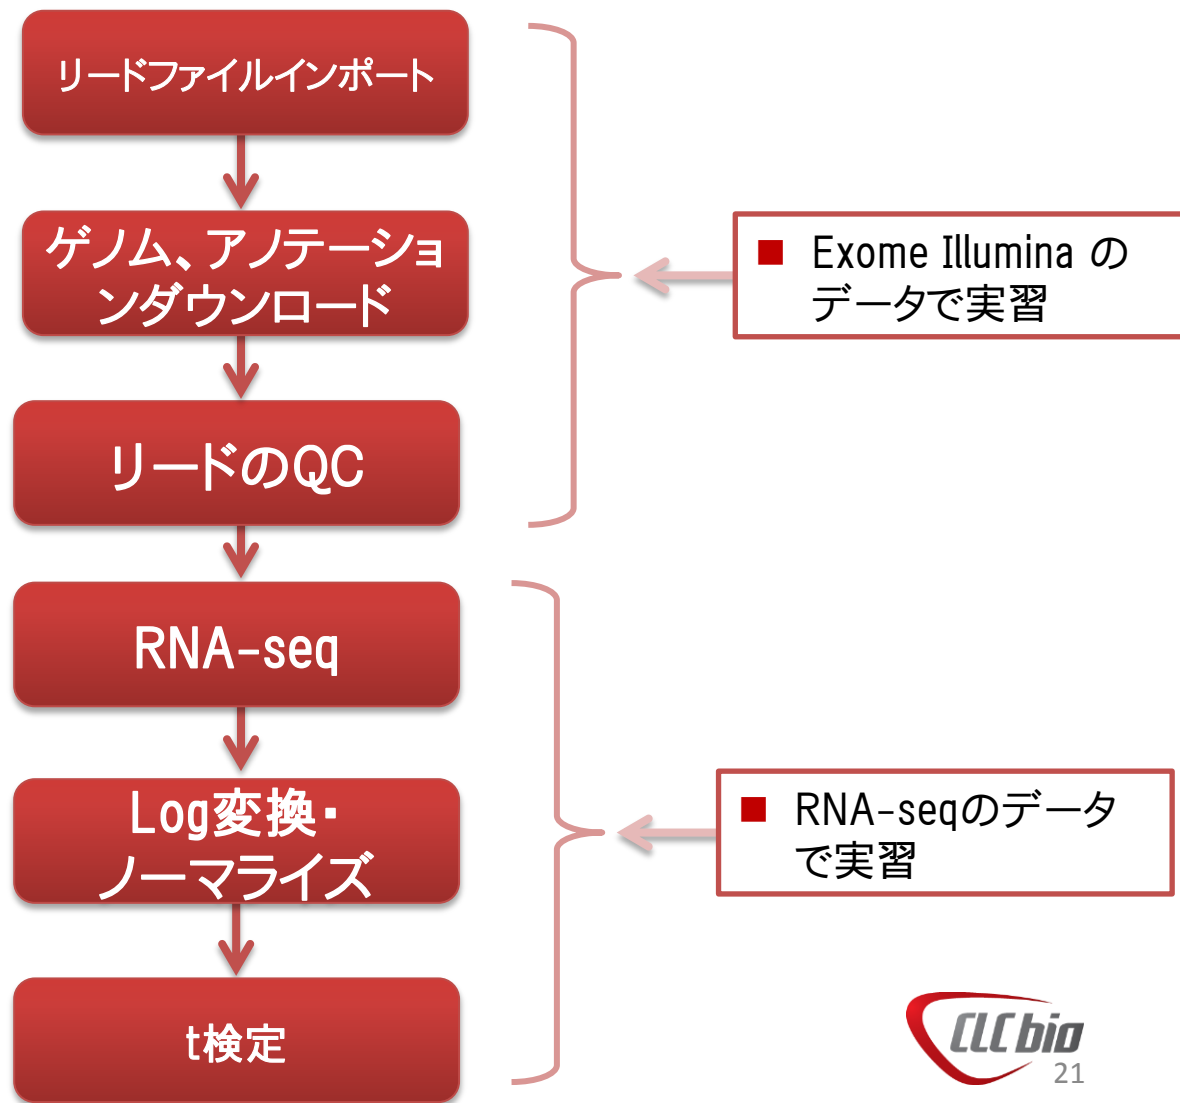 リードファイルインポート
ゲノム、アノテーショ
ンダウンロード
■ Exome Illumina の
データで実習
リードのQC
RNA-seq
Log変換・
ノーマライズ
■ RNA-seqのデータ
で実習
t検定
CLC bio
21